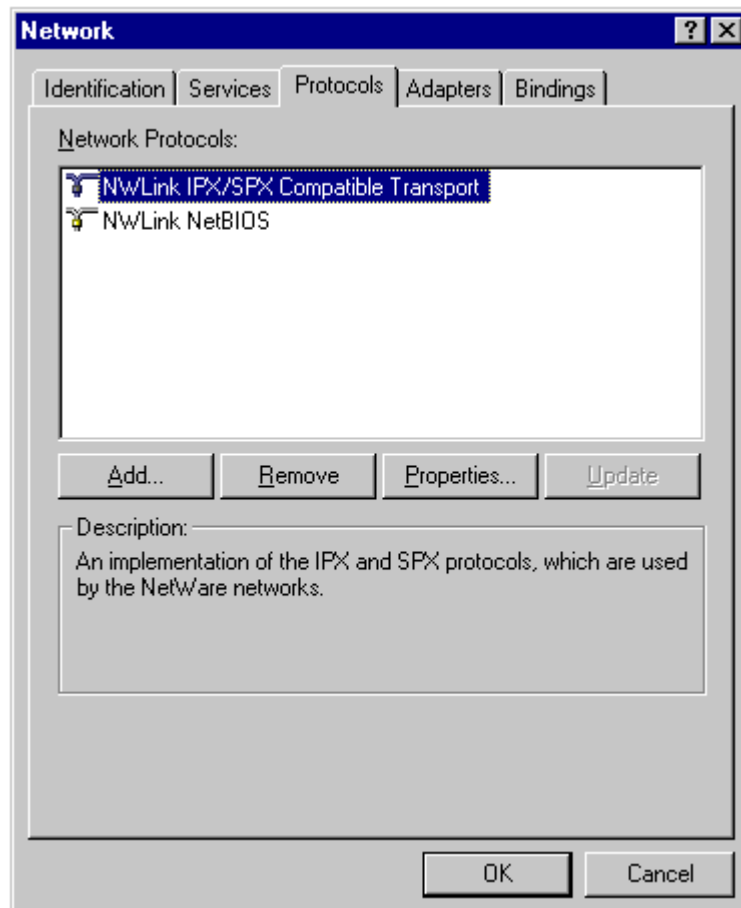 Network
Identification Services Protocols Adapters Bindings
Network Protocols:
NWLink IPX/SPX Compatible Transport
NWLink NetBIOS
Add... Remove Properties... Update
Description:
An implementation of the IPX and SPX protocols, which are used
by the NetWare networks.
OK Cancel